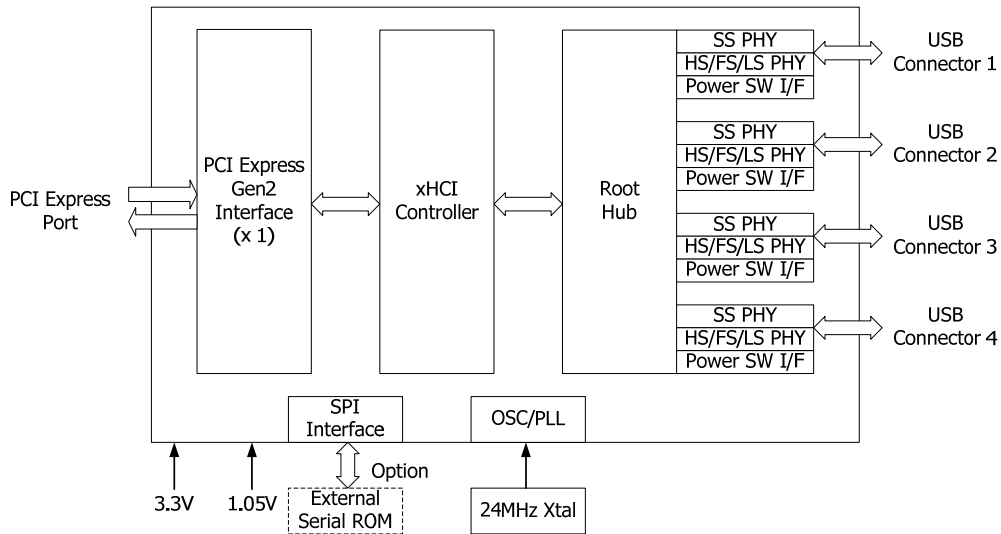 PCI Express
Port
PCI Express
Gen2
Interface
(x 1)
xHCI
Controller
Root
Hub
SS PHY
HS/FS/LS PHY
Power SW I/F
USB
Connector 1
SS PHY
HS/FS/LS PHY
Power SW I/F
USB
Connector 2
SS PHY
HS/FS/LS PHY
Power SW I/F
USB
Connector 3
SS PHY
HS/FS/LS PHY
Power SW I/F
USB
Connector 4
SPI
Interface
OSC/PLL
3.3V
1.05V
Option
External
Serial ROM
24MHz Xtal